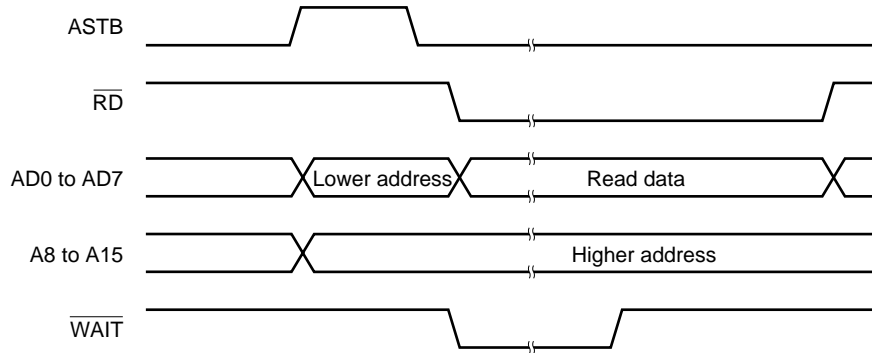 ASTB
RD
AD0 to AD7
Lower address
Read data
A8 to A15
Higher address
WAIT